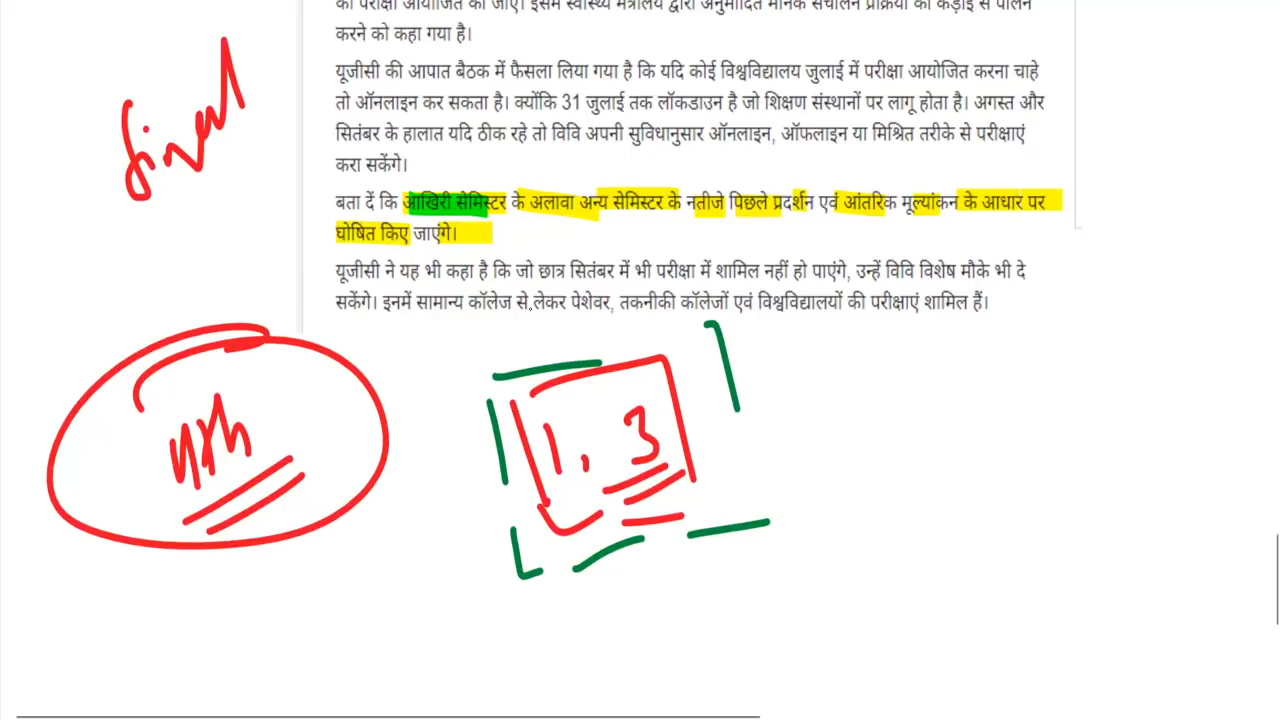 की परीक्षा आयोजित की जाए। इसमें स्वास्थ्य मंत्रालय द्वारा अनुमोदित मानक संचालन प्रक्रिया का कड़ाई से पालन
करने को कहा गया है।
यूजीसी की आपात बैठक में फैसला लिया गया है कि यदि कोई विश्वविद्यालय जुलाई में परीक्षा आयोजित करना चाहे
तो ऑनलाइन कर सकता है। क्योंकि 31 जुलाई तक लॉकडाउन है जो शिक्षण संस्थानों पर लागू होता है। अगस्त और
सितंबर के हालात यदि ठीक रहे तो विवि अपनी सुविधानुसार ऑनलाइन, ऑफलाइन या मिश्रित तरीके से परीक्षाएं
करा सकेंगे।
बता दें कि आखिरी सेमिस्टर के अलावा अन्य सेमिस्टर के नतीजे पिछले प्रदर्शन एवं आंतरिक मूल्यांकन के आधार पर
घोषित किए जाएंगे।
यूजीसी ने यह भी कहा है कि जो छात्र सितंबर में भी परीक्षा में शामिल नहीं हो पाएंगे, उन्हें विवि विशेष मौके भी दे
सकेंगे। इनमें सामान्य कॉलेज से लेकर पेशेवर, तकनीकी कॉलेजों एवं विश्वविद्यालयों की परीक्षाएं शामिल हैं।
1, 3